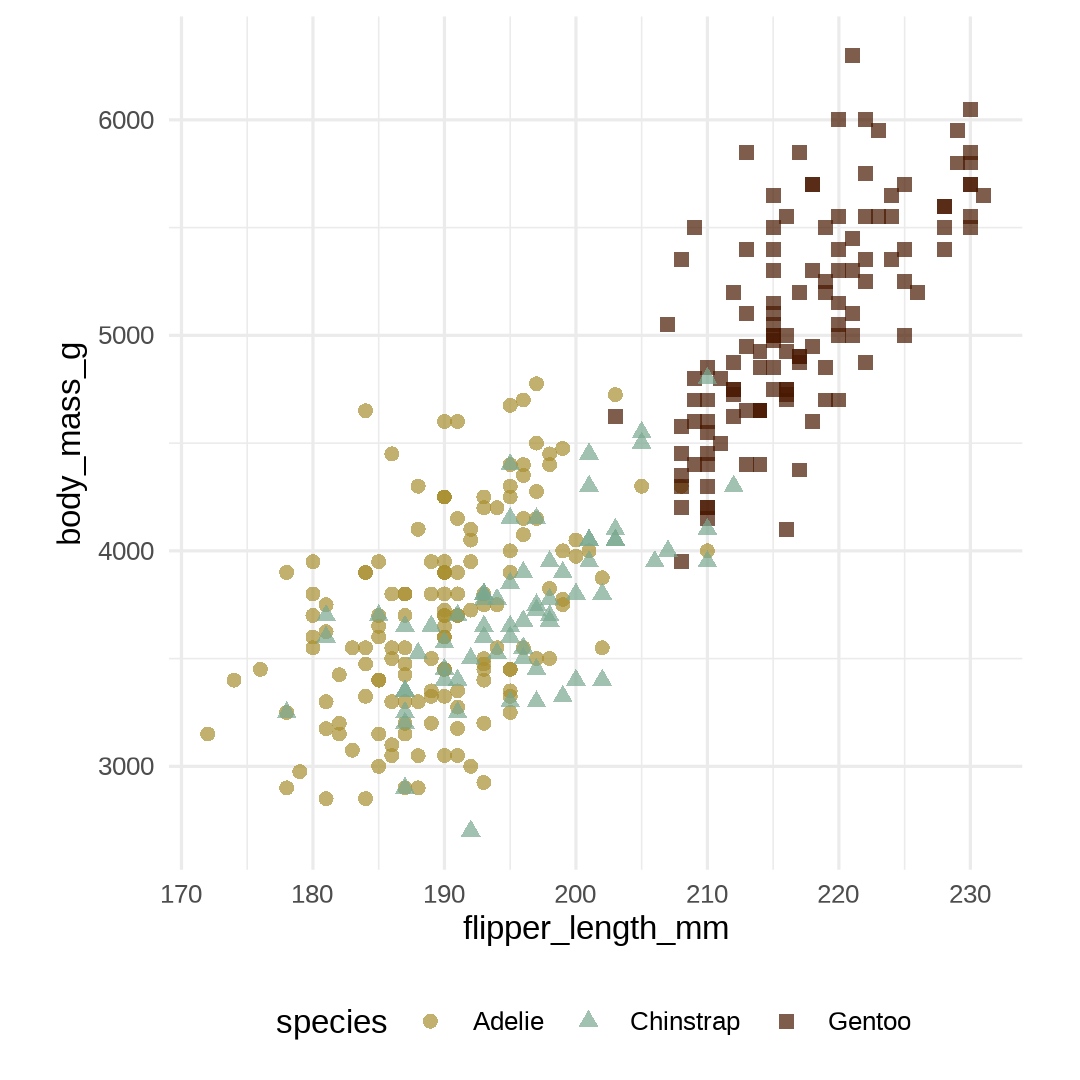 6000
5000
4000
3000
body_mass_g
170 180 190 200 210 220 230
flipper_length_mm
species Adelie Chinstrap Gentoo